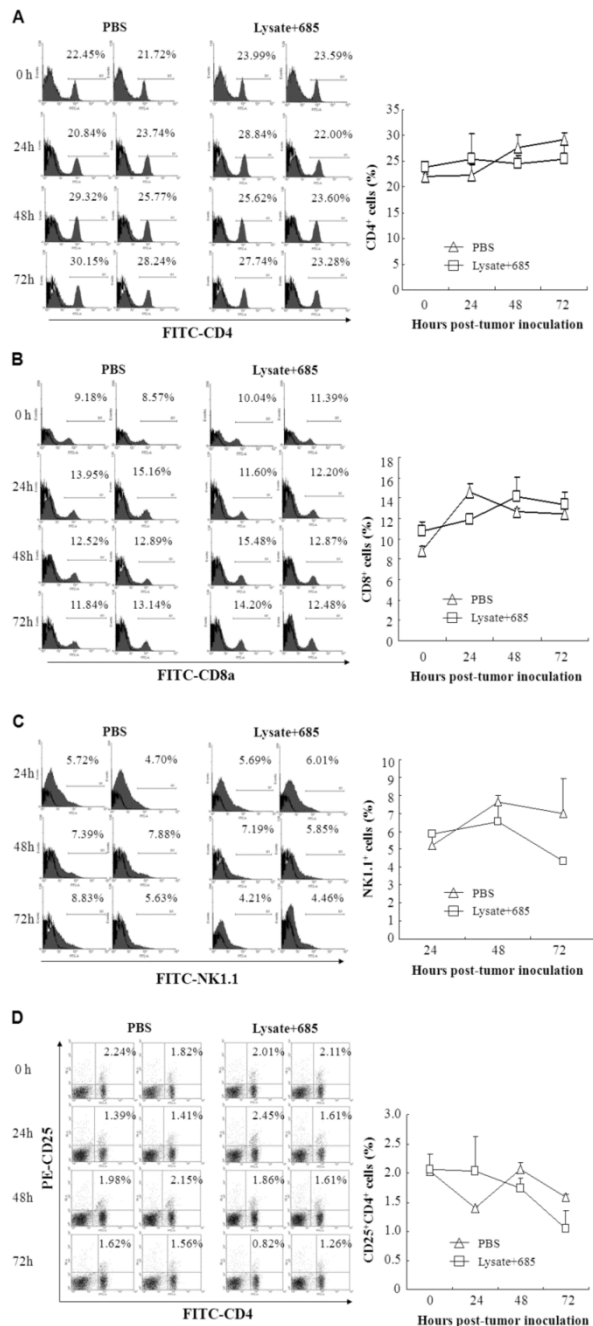 A
PBS
Lysate+685
0 h
22.45%
21.72%
23.99%
23.59%
24h
20.84%
23.74%
28.84%
22.00%
48h
29.32%
25.77%
25.62%
23.60%
72h
30.15%
28.24%
27.74%
23.28%
FITC-CD4
35
30
25
20
15
10
5
0
CD4⁺ cells (%)
PBS
Lysate+685
0 24 48 72
Hours post-tumor inoculation
B
PBS
Lysate+685
0 h
9.18%
8.57%
10.04%
11.39%
24h
13.95%
15.16%
11.60%
12.20%
48h
12.52%
12.89%
15.48%
12.87%
72h
11.84%
13.14%
14.20%
12.48%
FITC-CD8a
18
16
14
12
10
8
6
4
2
0
CD8⁺ cells (%)
PBS
Lysate+685
0 24 48 72
Hours post-tumor inoculation
C
PBS
Lysate+685
24h
5.72%
4.70%
5.69%
6.01%
48h
7.39%
7.88%
7.19%
5.85%
72h
8.83%
5.63%
4.21%
4.46%
FITC-NK1.1
10
9
8
7
6
5
4
3
2
1
0
NK1.1⁺ cells (%)
PBS
Lysate+685
24 48 72
Hours post-tumor inoculation
D
PBS
Lysate+685
0 h
2.24%
1.82%
2.01%
2.11%
24h
1.39%
1.41%
2.45%
1.61%
48h
1.98%
2.15%
1.86%
1.61%
72h
1.62%
1.56%
0.82%
1.26%
PE-CD25
FITC-CD4
3.0
2.5
2.0
1.5
1.0
0.5
0.0
CD25⁺CD4⁺ cells (%)
PBS
Lysate+685
0 24 48 72
Hours post-tumor inoculation